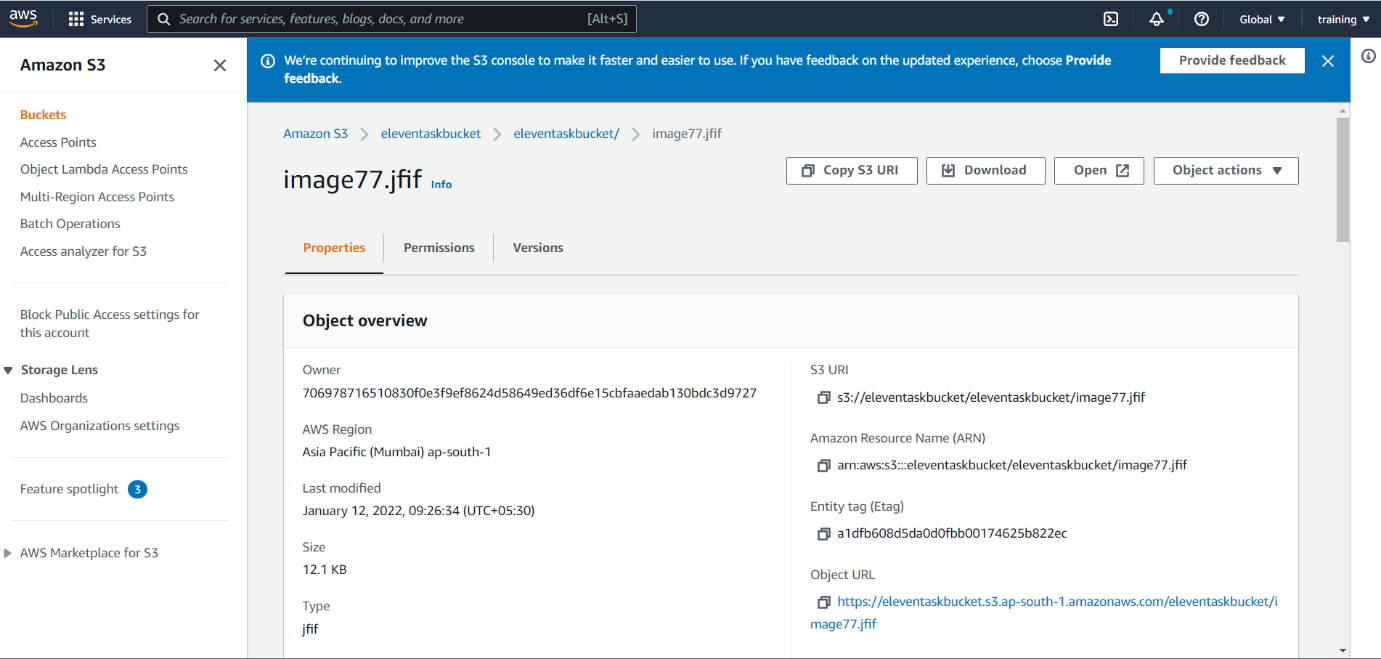 aws
Services
Search for services, features, blogs, docs, and more
[Alt+S]
Global
training
Amazon S3
We're continuing to improve the S3 console to make it faster and easier to use. If you have feedback on the updated experience, choose Provide
feedback.
Provide feedback
Buckets
Access Points
Object Lambda Access Points
Multi-Region Access Points
Batch Operations
Access analyzer for S3
Block Public Access settings for
this account
Storage Lens
Dashboards
AWS Organizations settings
Feature spotlight 3
AWS Marketplace for S3
Amazon S3 > eleventaskbucket > eleventaskbucket/ > image77.jfif
image77.jfif Info
Copy S3 URI
Download
Open
Object actions
Properties
Permissions
Versions
Object overview
Owner
706978716510830f0e3f9ef8624d58649ed36df6e15cbfaaedab130bdc3d9727
AWS Region
Asia Pacific (Mumbai) ap-south-1
Last modified
January 12, 2022, 09:26:34 (UTC+05:30)
Size
12.1 KB
Type
jfif
S3 URI
s3://eleventaskbucket/eleventaskbucket/image77.jfif
Amazon Resource Name (ARN)
arn:aws:s3:::eleventaskbucket/eleventaskbucket/image77.jfif
Entity tag (Etag)
a1dfb608d5da0d0fbb00174625b822ec
Object URL
https://eleventaskbucket.s3.ap-south-1.amazonaws.com/eleventaskbucket/i
mage77.jfif